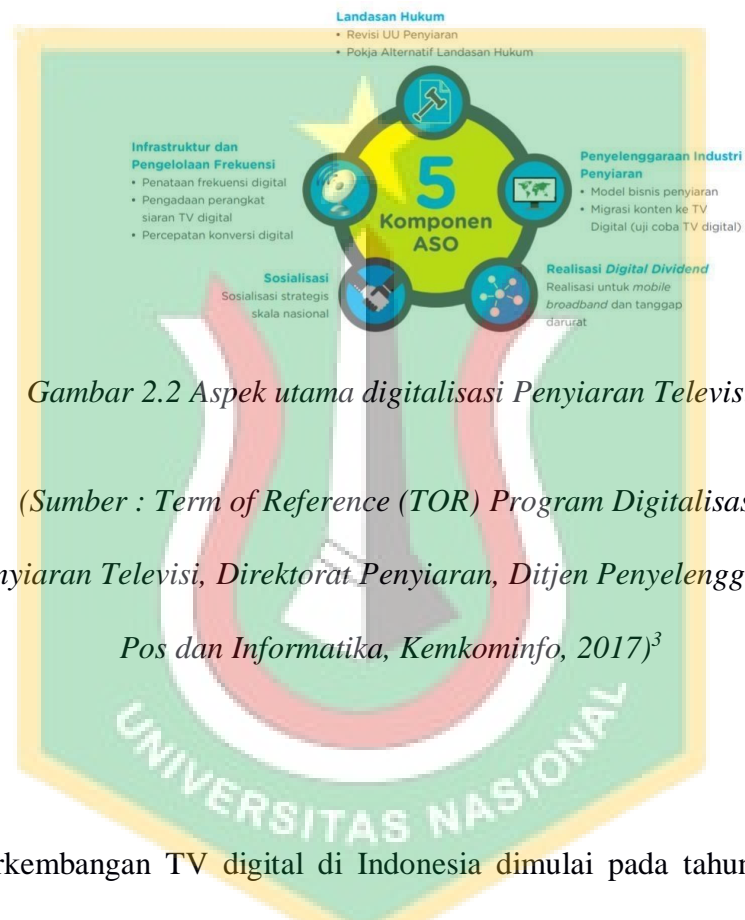 Landasan Hukum
• Revisi UU Penyiaran
• Pokja Alternatif Landasan Hukum
Infrastruktur dan
Pengelolaan Frekuensi
• Penataan frekuensi digital
• Pengadaan perangkat
siaran TV digital
• Percepatan konversi digital
5
Komponen
ASO
Penyelenggaraan Industri
Penyiaran
• Model bisnis penyiaran
• Migrasi konten ke TV
Digital (uji coba TV digital)
Sosialisasi
Sosialisasi strategis
skala nasional
Realisasi Digital Dividend
Realisasi untuk mobile
broadband dan tanggap
darurat
Gambar 2.2 Aspek utama digitalisasi Penyiaran Televis
(Sumber : Term of Reference (TOR) Program Digitalisas
nyiaran Televisi, Direktorat Penyiaran, Ditjen Penyelengg
Pos dan Informatika, Kemkominfo, 2017)³
UNIVERSITAS NASIONAL
rkembangan TV digital di Indonesia dimulai pada tahun